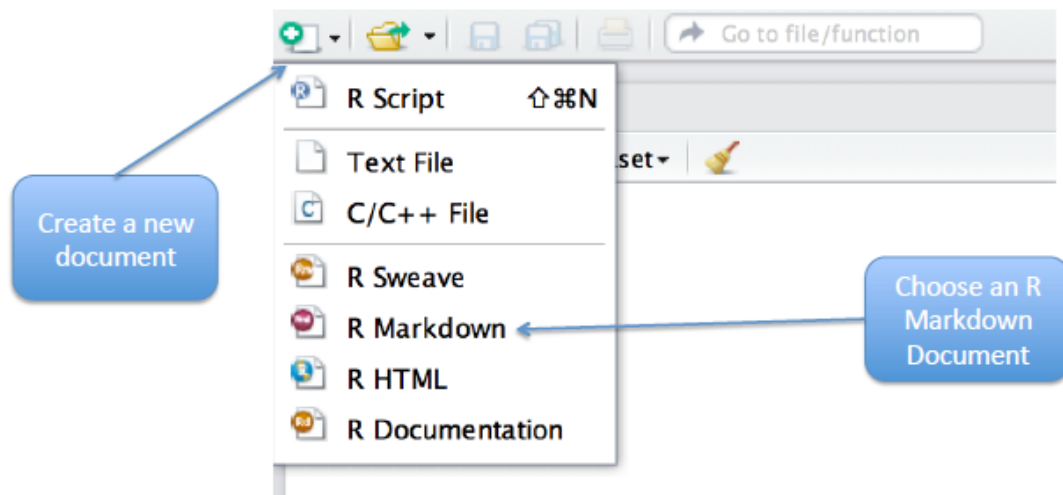 Go to file/function
R Script ⇧⌘N
Text File
set
C/C++ File
Create a new
document
R Sweave
Choose an R
Markdown
Document
R Markdown
R HTML
R Documentation